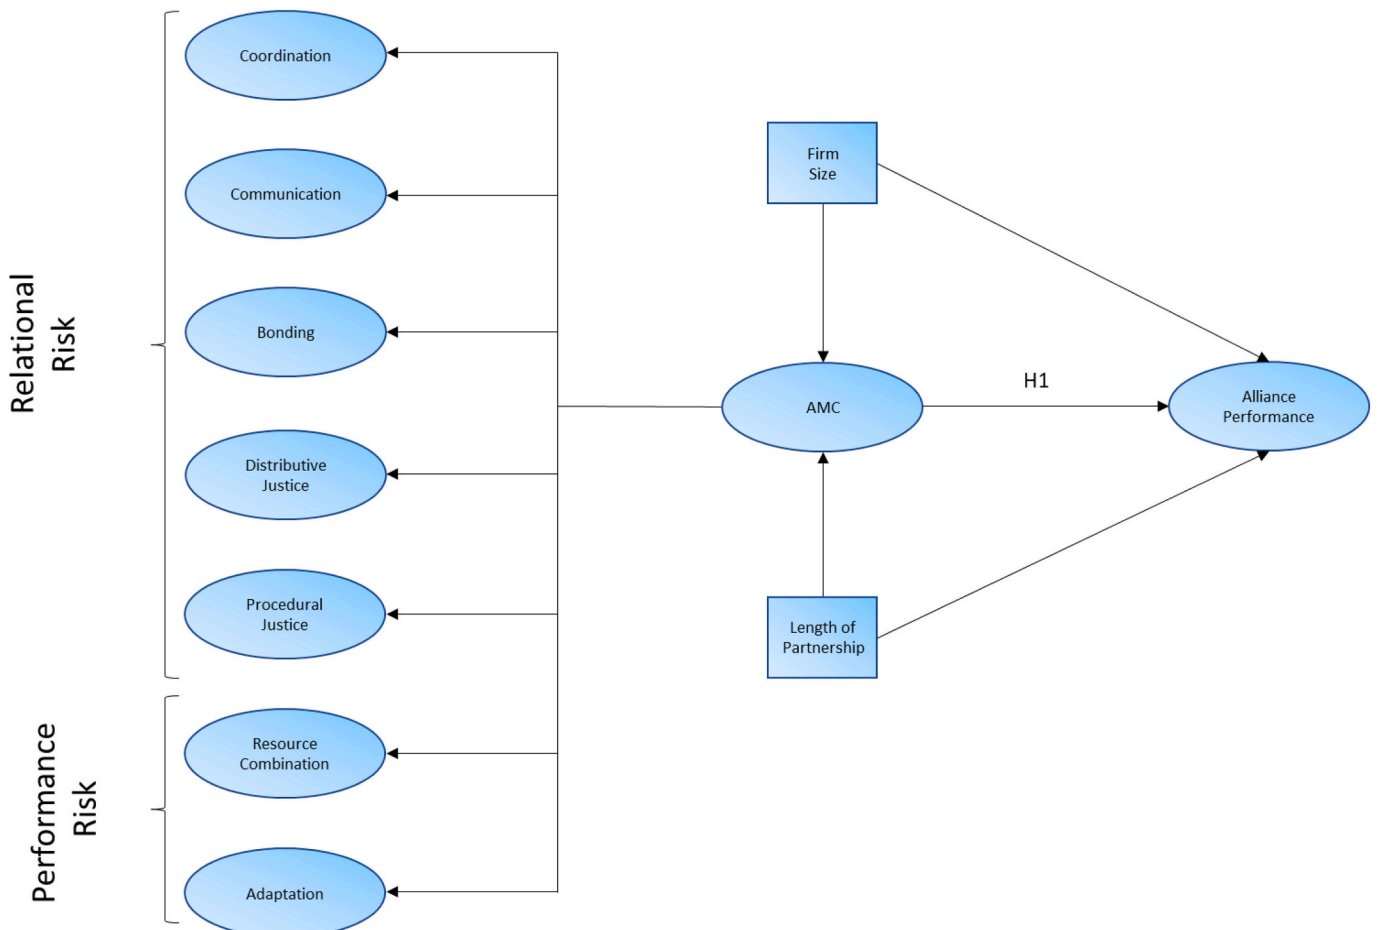 Relational
Risk
Performance
Risk
Coordination
Communication
Bonding
Distributive
Justice
Procedural
Justice
Resource
Combination
Adaptation
Firm
Size
AMC
Length of
Partnership
H1
Alliance
Performance